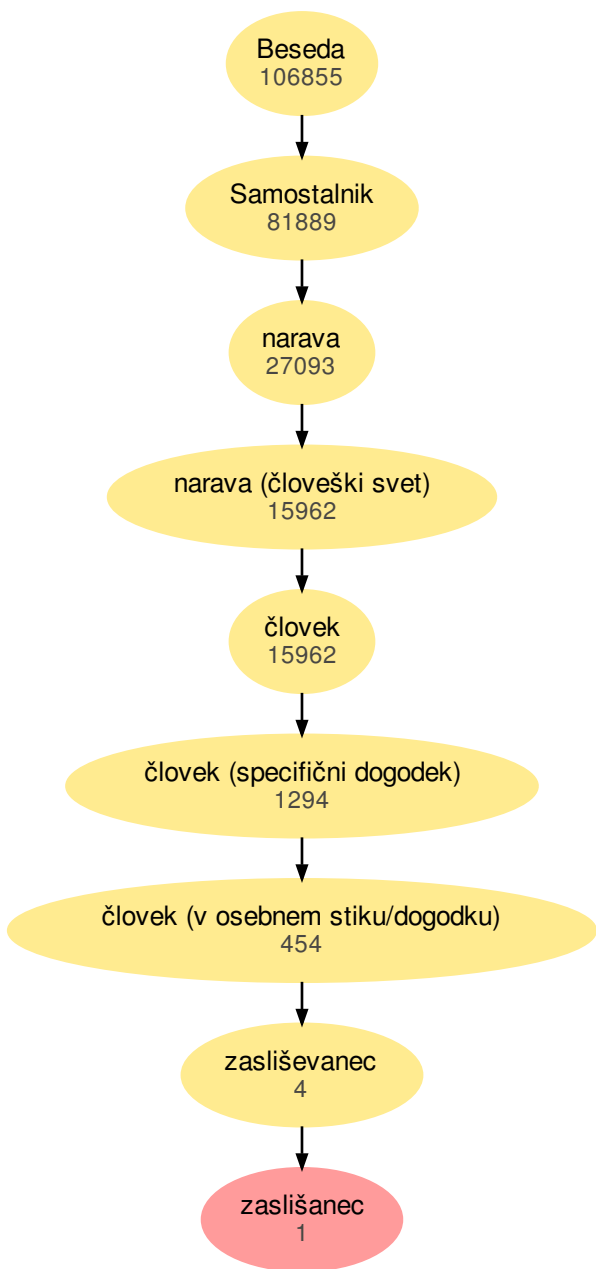 Beseda
106855
Samostalnik
81889
narava
27093
narava (človeški svet)
15962
človek
15962
človek (specifični dogodek)
1294
človek (v osebnem stiku/dogodku)
454
zasliševanec
4
zaslišanec
1